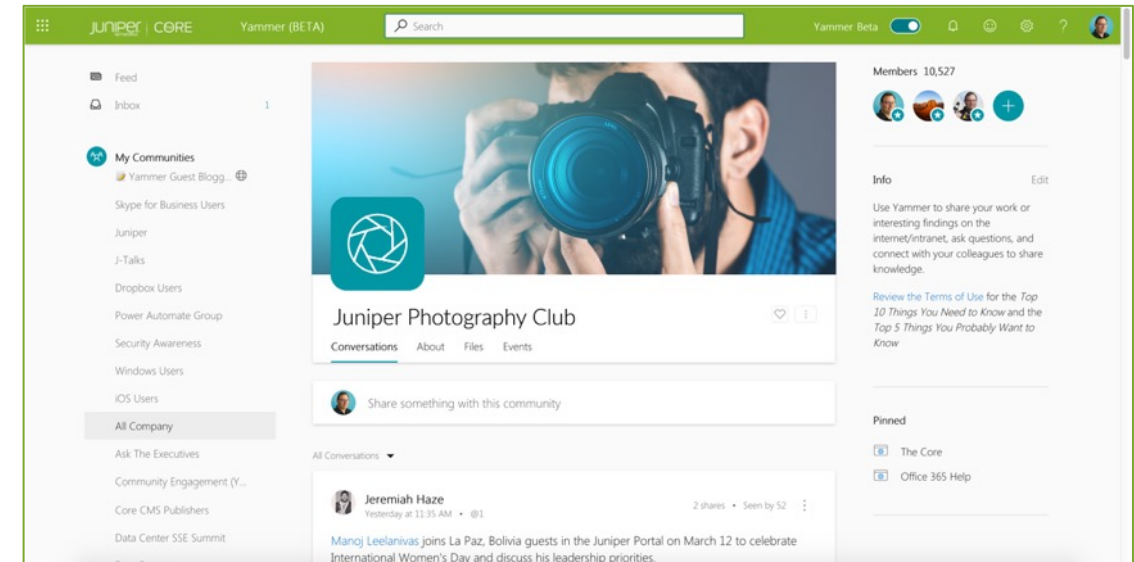 JUNIPER | CORE
Yammer (BETA)
Search
Yammer Beta
?
Feed
Inbox 1
My Communities
Yammer Guest Blogg...
Skype for Business Users
Juniper
J-Talks
Dropbox Users
Power Automate Group
Security Awareness
Windows Users
iOS Users
All Company
Ask The Executives
Community Engagement (Y...
Core CMS Publishers
Data Center SSE Summit
Juniper Photography Club
Conversations About Files Events
Share something with this community
All Conversations
Jeremiah Haze
Yesterday at 11:35 AM • @1
2 shares • Seen by 52
Manoj Leelanivas joins La Paz, Bolivia guests in the Juniper Portal on March 12 to celebrate
International Women's Day and discuss his leadership priorities.
Members 10,527
Info Edit
Use Yammer to share your work or
interesting findings on the
internet/intranet, ask questions, and
connect with your colleagues to share
knowledge.
Review the Terms of Use for the Top
10 Things You Need to Know and the
Top 5 Things You Probably Want to
Know
Pinned
The Core
Office 365 Help